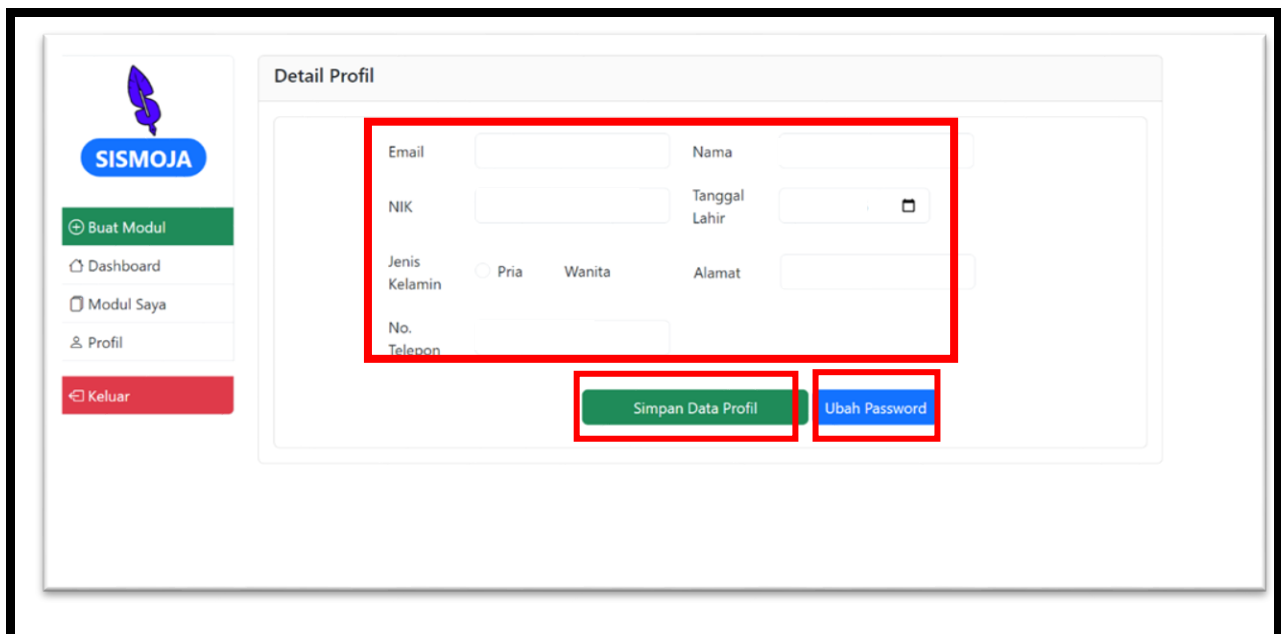 SISMOJA
Buat Modul
Dashboard
Modul Saya
Profil
Keluar
Detail Profil
Email
Nama
NIK
Tanggal
Lahir
Jenis
Kelamin
Pria
Wanita
Alamat
No.
Telepon
Simpan Data Profil
Ubah Password